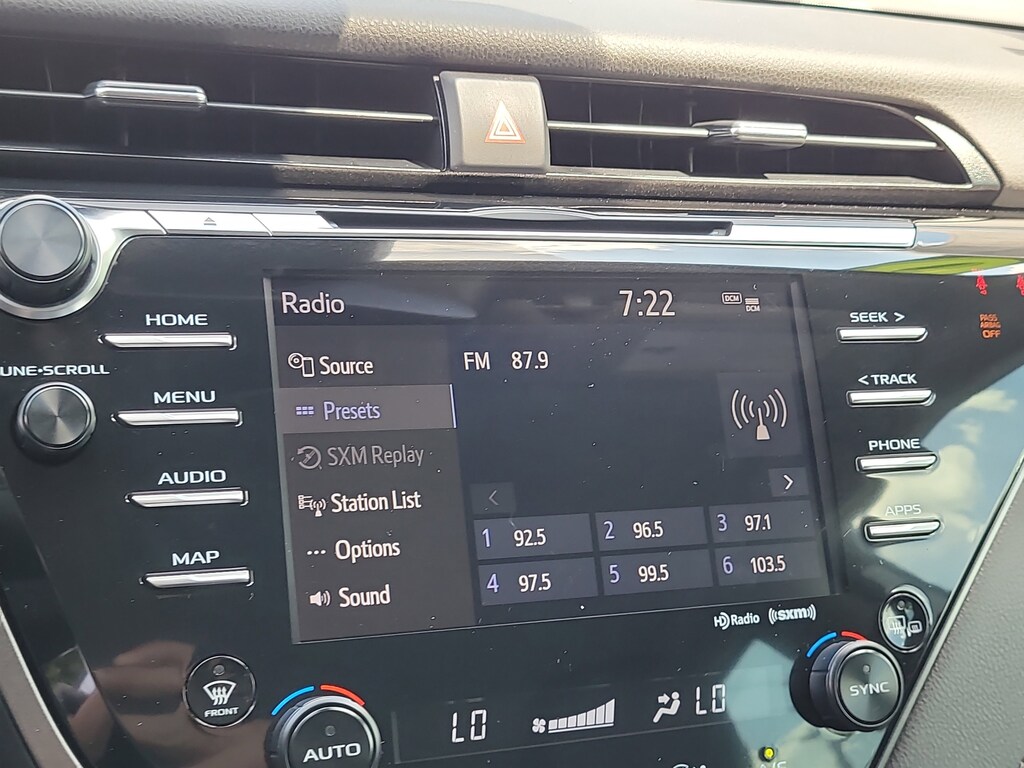 Radio
7:22
DCM
DCM
HOME
SEEK >
PASS
AIRBAG
OFF
UNE•SCROLL
Source
FM 87.9
< TRACK
MENU
Presets
SXM Replay
PHONE
AUDIO
Station List
1 92.5
2 96.5
3 97.1
APPS
MAP
Options
4 97.5
5 99.5
6 103.5
Sound
HD Radio
((sxm))
FRONT
AUTO
LO
LO
SYNC